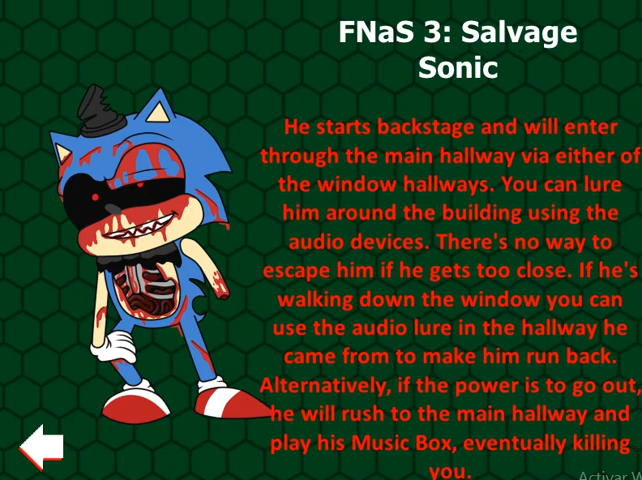 FNaS 3: Salvage
Sonic
He starts backstage and will enter
through the main hallway via either of
the window hallways. You can lure
him around the building using the
audio devices. There's no way to
escape him if he gets too close. If he's
walking down the window you can
use the audio lure in the hallway he
came from to make him run back.
Alternatively, if the power is to go out,
he will rush to the main hallway and
play his Music Box, eventually killing
you.
Activar W